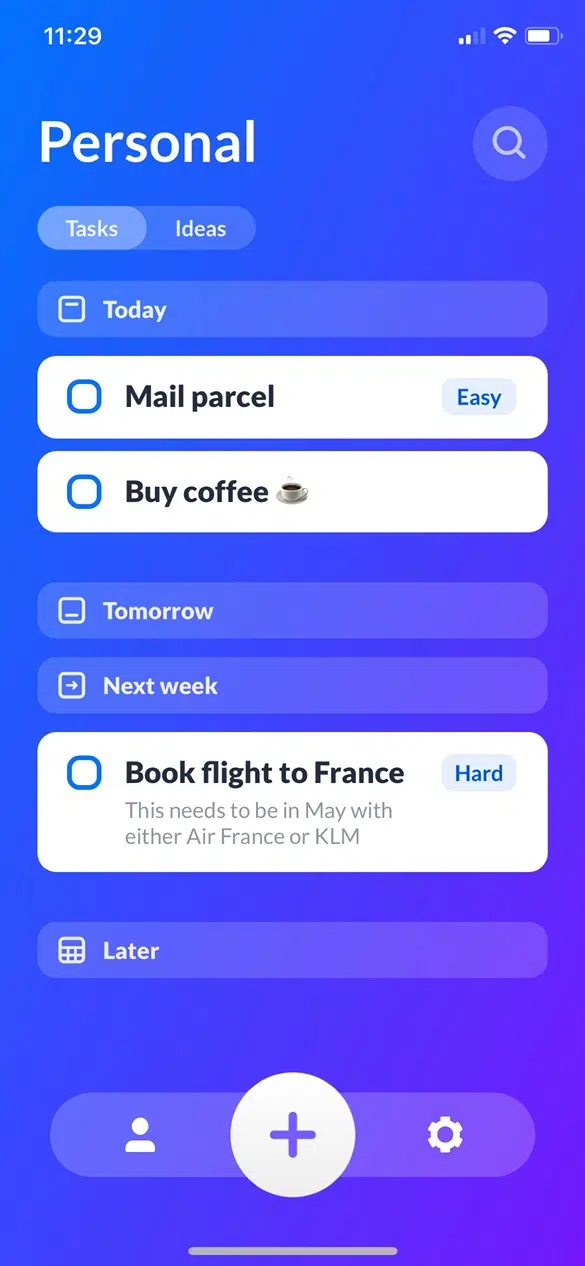 11:29
Personal
Tasks Ideas
Today
Mail parcel Easy
Buy coffee ☕
Tomorrow
Next week
Book flight to France Hard
This needs to be in May with
either Air France or KLM
Later